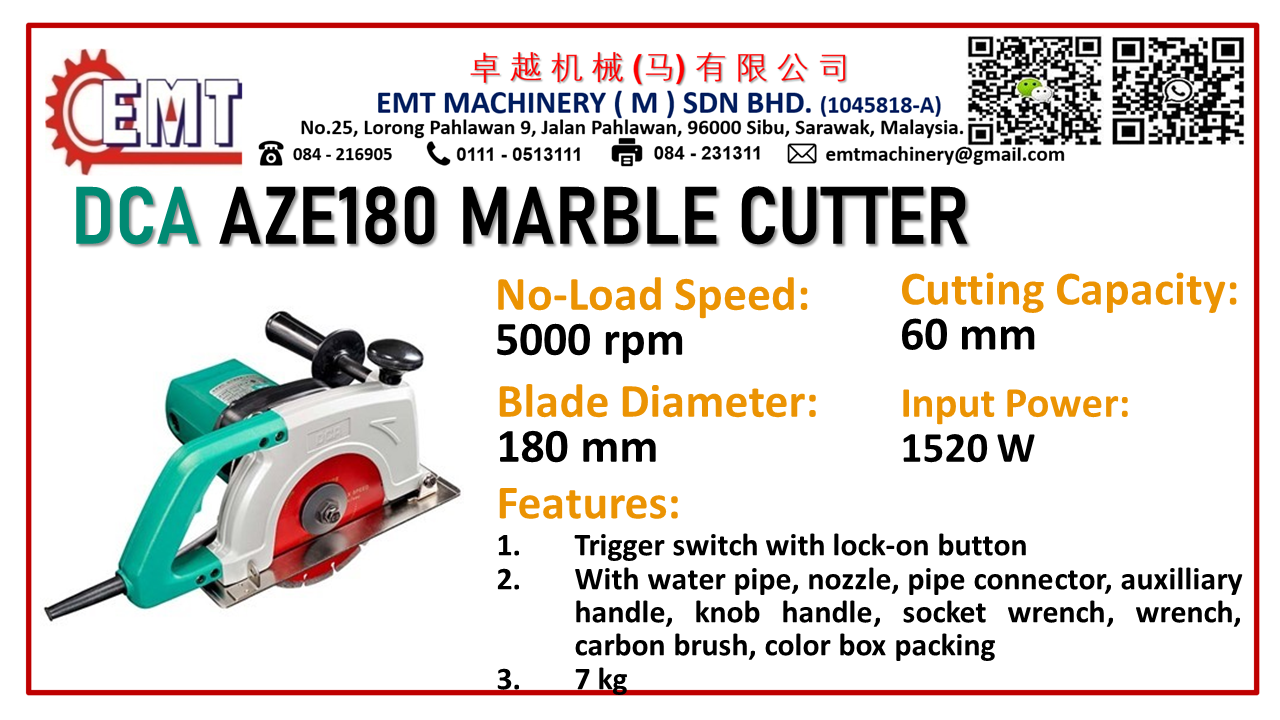 EMT
卓越机械(马)有限公司
EMT MACHINERY ( M ) SDN BHD. (1045818-A)
No.25, Lorong Pahlawan 9, Jalan Pahlawan, 96000 Sibu, Sarawak, Malaysia.
084 - 216905 0111 - 0513111 084 - 231311 emtmachinery@gmail.com
DCA AZE180 MARBLE CUTTER
No-Load Speed:
5000 rpm
Cutting Capacity:
60 mm
Blade Diameter:
180 mm
Input Power:
1520 W
DCA
Features:
1. Trigger switch with lock-on button
2. With water pipe, nozzle, pipe connector, auxilliary
handle, knob handle, socket wrench, wrench,
carbon brush, color box packing
3. 7 kg